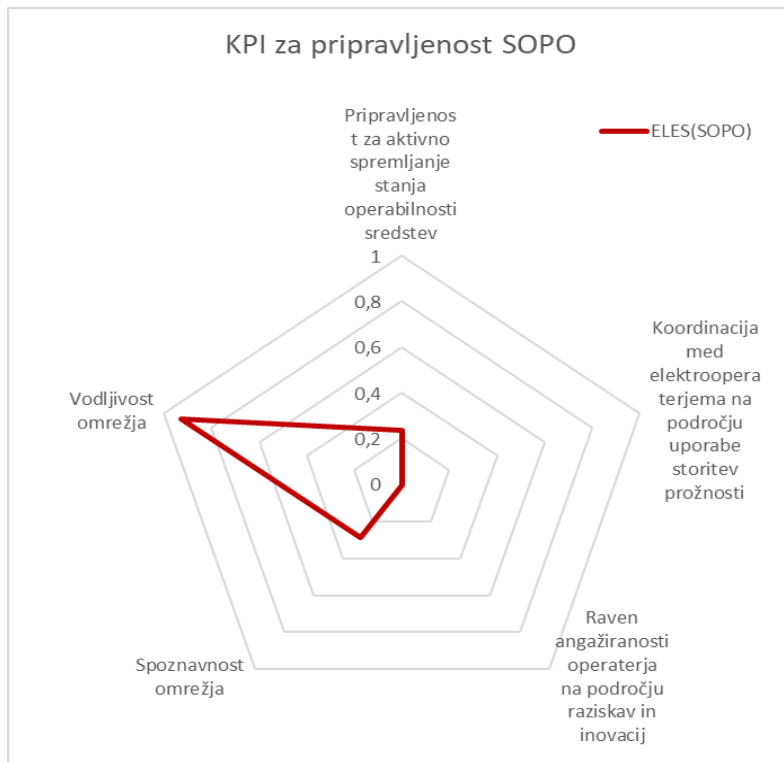 KPI za pripravljenost SOPO
Pripravljenos
t za aktivno
spremljanje
stanja
operabilnosti
sredstev
ELES(SOPO)
1
0,8
0,6
0,4
0,2
0
Koordinacija
med
elektroopera
terjema na
področju
uporabe
storitev
prožnosti
Vodljivost
omrežja
Raven
angažiranosti
operaterja
na področju
raziskav in
inovacij
Spoznavnost
omrežja